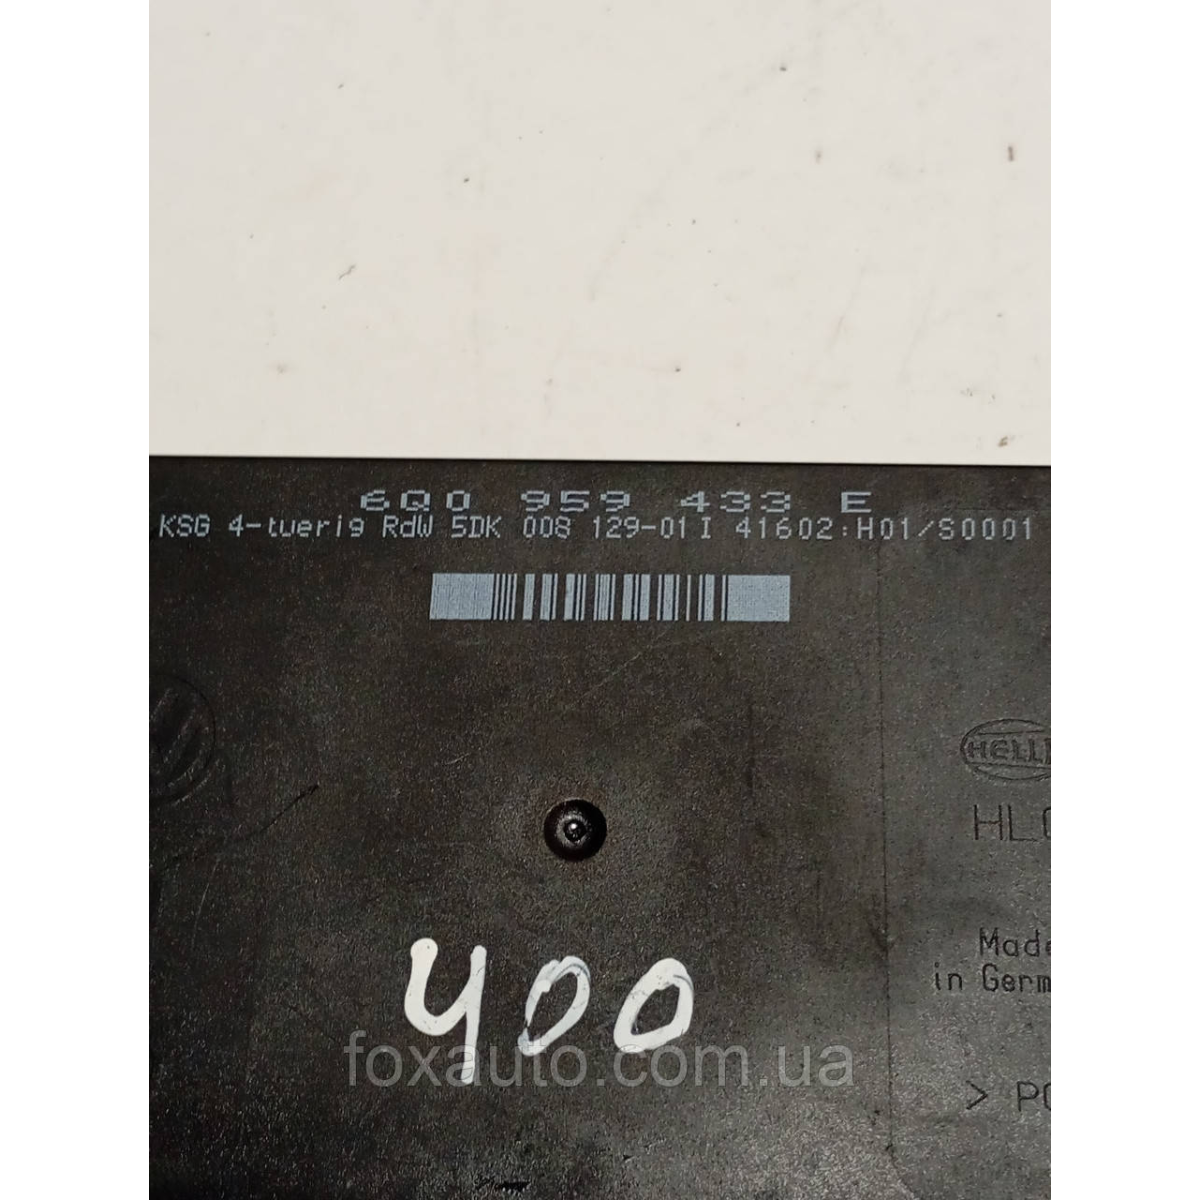 6Q0 959 433 E
KSG 4-tuerig RdW 5DK 008 129-01 I 41602:H01/S0001
HELL
HL
Made
in Germ
400
foxauto.com.ua
> P